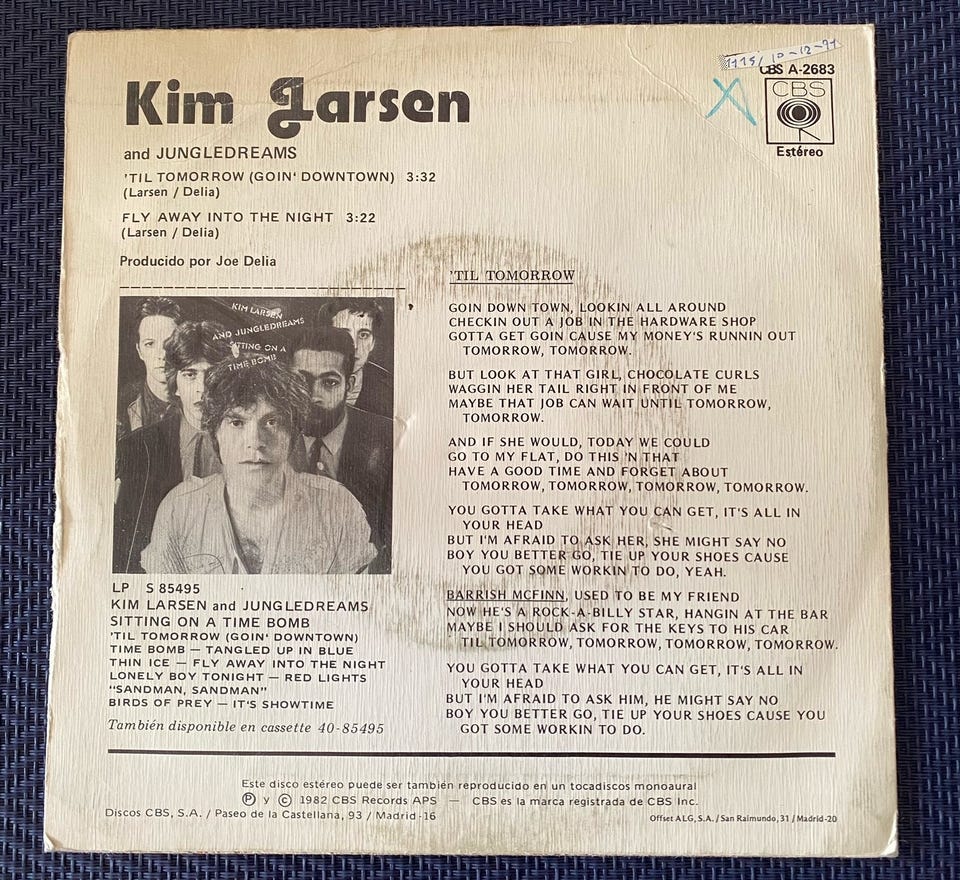 Kim Larsen
and JUNGLEDREAMS
'TIL TOMORROW (GOIN' DOWNTOWN) 3:32
(Larsen / Delia)
FLY AWAY INTO THE NIGHT 3:22
(Larsen / Delia)
Producido por Joe Delia
10-12-91
CBS A-2683
CBS
Estéreo
KIM LARSEN
AND JUNGLEDREAMS
SITTING ON A
TIME BOMB
LP S 85495
KIM LARSEN and JUNGLEDREAMS
SITTING ON A TIME BOMB
'TIL TOMORROW (GOIN' DOWNTOWN)
TIME BOMB — TANGLED UP IN BLUE
THIN ICE — FLY AWAY INTO THE NIGHT
LONELY BOY TONIGHT — RED LIGHTS
"SANDMAN, SANDMAN"
BIRDS OF PREY — IT'S SHOWTIME
También disponible en cassette 40-85495
'TIL TOMORROW
GOIN DOWN TOWN, LOOKIN ALL AROUND
CHECKIN OUT A JOB IN THE HARDWARE SHOP
GOTTA GET GOIN CAUSE MY MONEY'S RUNNIN OUT
TOMORROW, TOMORROW.
BUT LOOK AT THAT GIRL, CHOCOLATE CURLS
WAGGIN HER TAIL RIGHT IN FRONT OF ME
MAYBE THAT JOB CAN WAIT UNTIL TOMORROW,
TOMORROW.
AND IF SHE WOULD, TODAY WE COULD
GO TO MY FLAT, DO THIS 'N THAT
HAVE A GOOD TIME AND FORGET ABOUT
TOMORROW, TOMORROW, TOMORROW, TOMORROW.
YOU GOTTA TAKE WHAT YOU CAN GET, IT'S ALL IN
YOUR HEAD
BUT I'M AFRAID TO ASK HER, SHE MIGHT SAY NO
BOY YOU BETTER GO, TIE UP YOUR SHOES CAUSE
YOU GOT SOME WORKIN TO DO, YEAH.
BARRISH MCFINN, USED TO BE MY FRIEND
NOW HE'S A ROCK-A-BILLY STAR, HANGIN AT THE BAR
MAYBE I SHOULD ASK FOR THE KEYS TO HIS CAR
'TIL TOMORROW, TOMORROW, TOMORROW, TOMORROW.
YOU GOTTA TAKE WHAT YOU CAN GET, IT'S ALL IN
YOUR HEAD
BUT I'M AFRAID TO ASK HIM, HE MIGHT SAY NO
BOY YOU BETTER GO, TIE UP YOUR SHOES CAUSE YOU
GOT SOME WORKIN TO DO.
Este disco estéreo puede ser también reproducido en un tocadiscos monoaural
Ⓟ y © 1982 CBS Records APS — CBS es la marca registrada de CBS Inc.
Discos CBS, S.A. / Paseo de la Castellana, 93 / Madrid-16
Offset ALG, S.A. / San Raimundo, 31 / Madrid-20